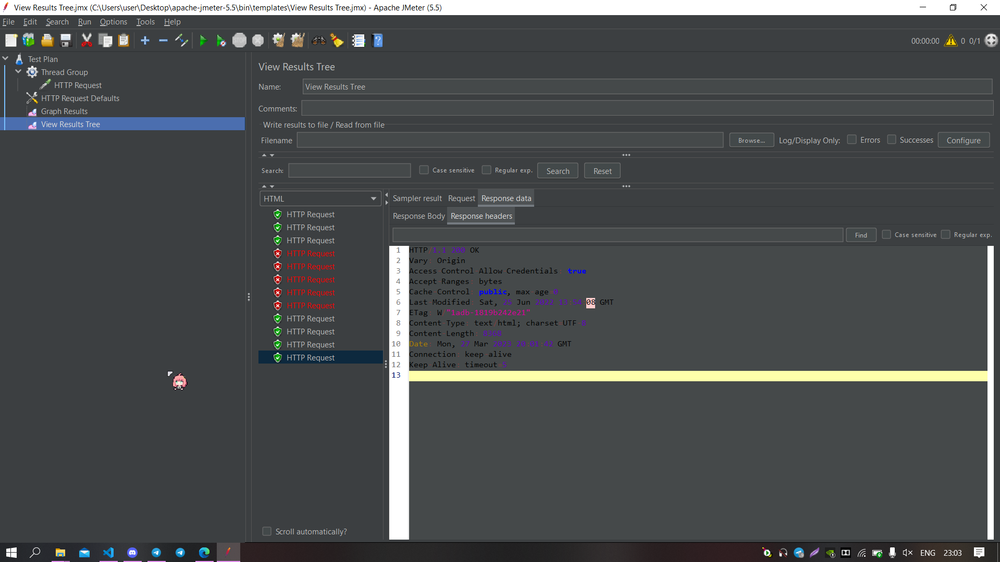 View Results Tree.jmx (C:\Users\user\Desktop\apache-jmeter-5.5\bin\templates\View Results Tree.jmx) - Apache JMeter (5.5)
File Edit Search Run Options Tools Help
STOP
00:00:00 0 0/1
Test Plan
Thread Group
HTTP Request
HTTP Request Defaults
Graph Results
View Results Tree
View Results Tree
Name: View Results Tree
Comments:
Write results to file / Read from file
Filename Browse... Log/Display Only: Errors Successes Configure
Search: Case sensitive Regular exp. Search Reset
HTML
HTTP Request
HTTP Request
HTTP Request
HTTP Request
HTTP Request
HTTP Request
HTTP Request
HTTP Request
HTTP Request
HTTP Request
HTTP Request
HTTP Request
Scroll automatically?
Sampler result Request Response data
Response Body Response headers
Find Case sensitive Regular exp.
1 HTTP/1.1 200 OK
2 Vary: Origin
3 Access-Control-Allow-Credentials: true
4 Accept-Ranges: bytes
5 Cache-Control: public, max-age=0
6 Last-Modified: Sat, 25 Jun 2022 13:54:08 GMT
7 ETag: W/"1adb-1819b242e21"
8 Content-Type: text/html; charset=UTF-8
9 Content-Length: 8368
10 Date: Mon, 27 Mar 2023 20:01:42 GMT
11 Connection: keep-alive
12 Keep-Alive: timeout=5
13
ENG 23:03